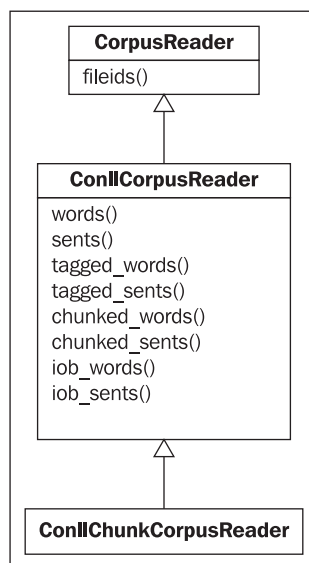 CorpusReader
fileids()
ConllCorpusReader
words()
sents()
tagged_words()
tagged_sents()
chunked_words()
chunked_sents()
iob_words()
iob_sents()
ConllChunkCorpusReader